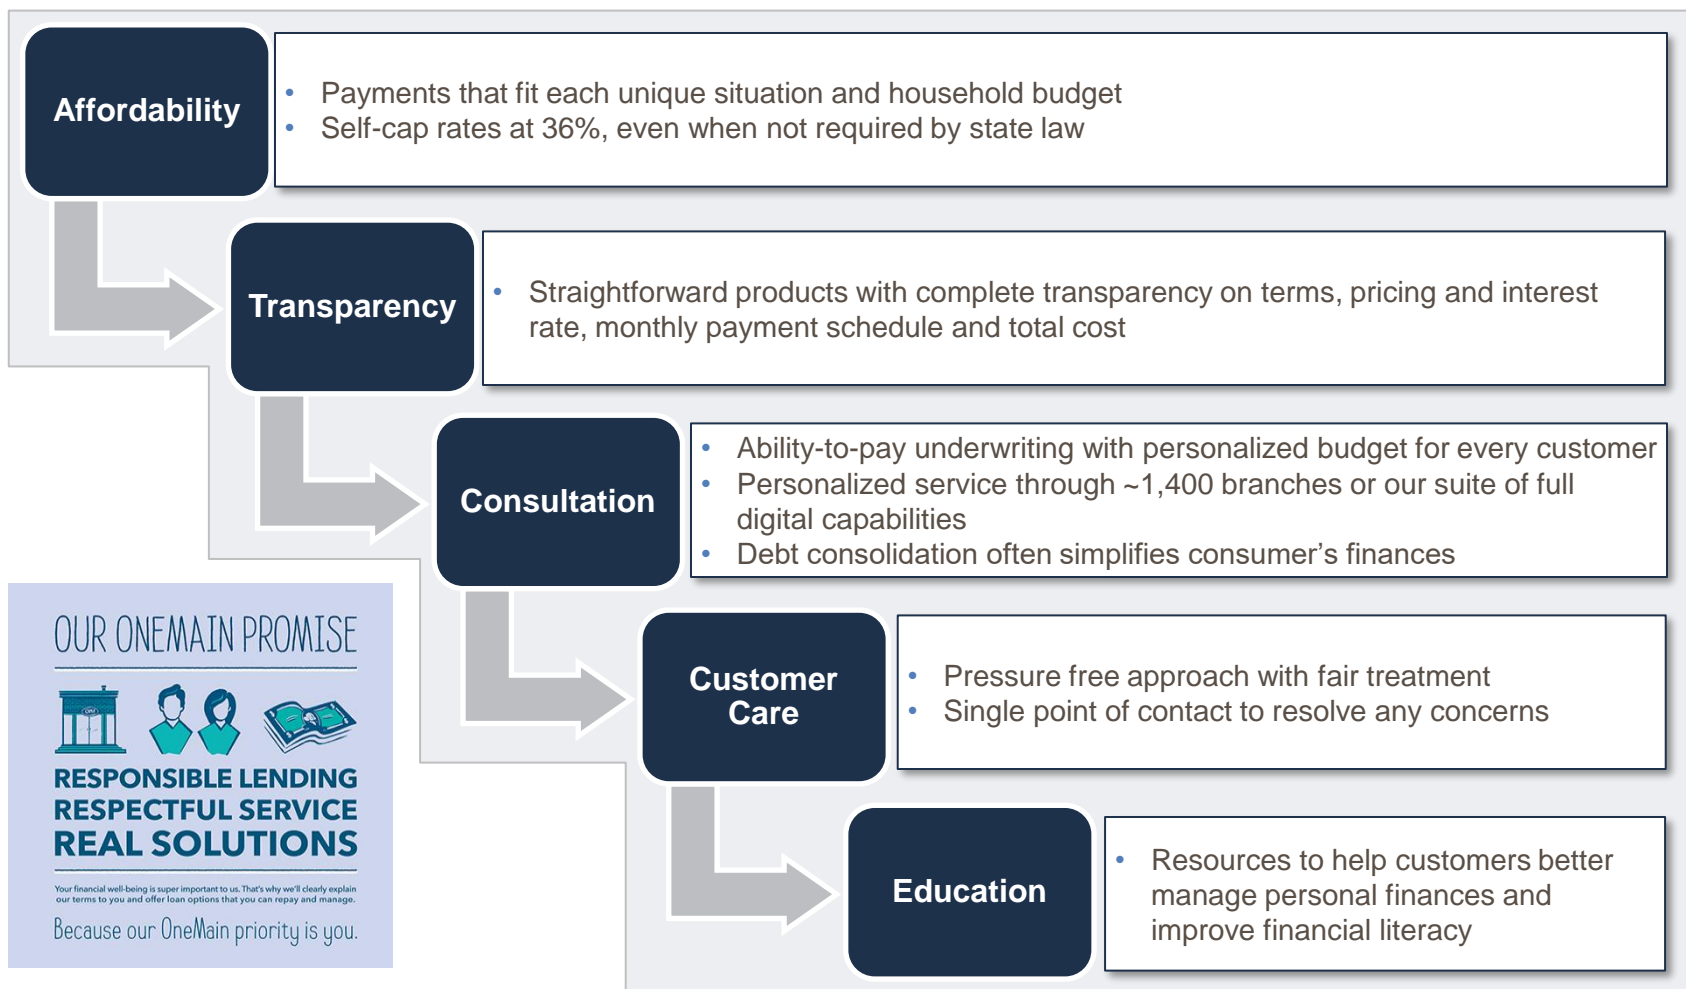 Affordability
• Payments that fit each unique situation and household budget
• Self-cap rates at 36%, even when not required by state law
Transparency
• Straightforward products with complete transparency on terms, pricing and interest
rate, monthly payment schedule and total cost
Consultation
• Ability-to-pay underwriting with personalized budget for every customer
• Personalized service through ~1,400 branches or our suite of full
digital capabilities
• Debt consolidation often simplifies consumer’s finances
Customer
Care
• Pressure free approach with fair treatment
• Single point of contact to resolve any concerns
Education
• Resources to help customers better
manage personal finances and
improve financial literacy
OUR ONEMAIN PROMISE
RESPONSIBLE LENDING
RESPECTFUL SERVICE
REAL SOLUTIONS
Your financial well-being is super important to us. That's why we'll clearly explain
our terms to you and offer loan options that you can repay and manage.
Because our OneMain priority is you.